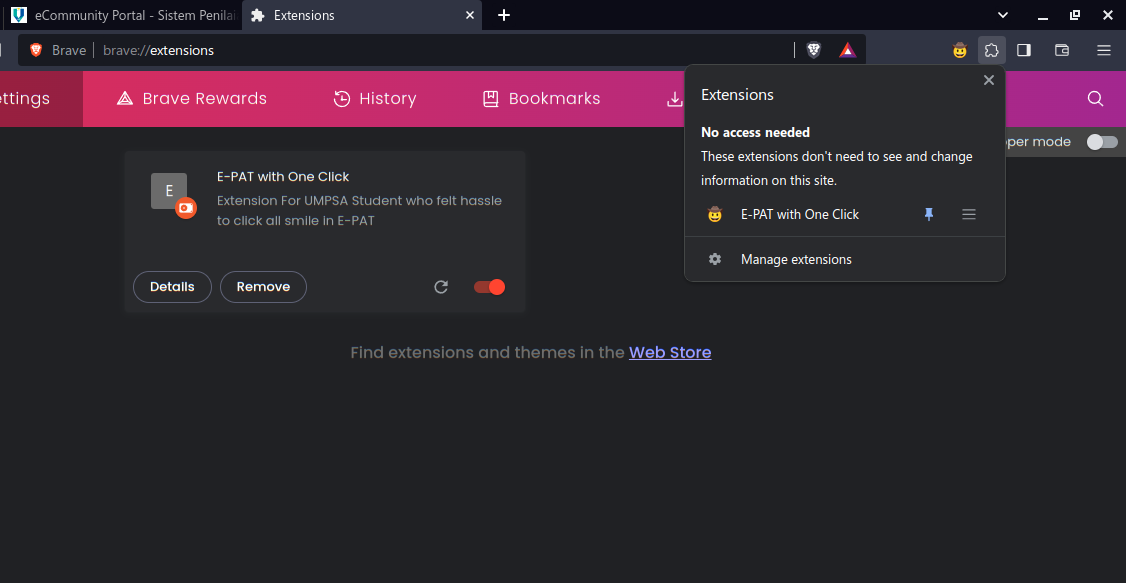 eCommunity Portal - Sistem Penilai
Extensions
Brave
brave://extensions
ettings
Brave Rewards
History
Bookmarks
Extensions
No access needed
These extensions don't need to see and change
information on this site.
E-PAT with One Click
Manage extensions
per mode
E
E-PAT with One Click
Extension For UMPSA Student who felt hassle
to click all smile in E-PAT
Details
Remove
Find extensions and themes in the Web Store